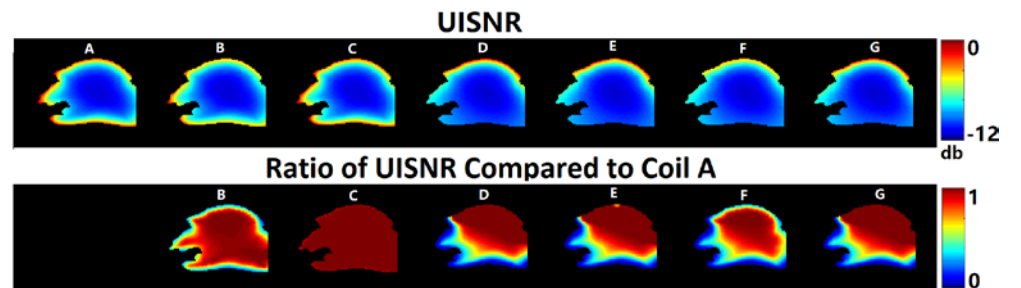 UISNR
A B C D E F G
0
-12
db
Ratio of UISNR Compared to Coil A
B C D E F G
1
0